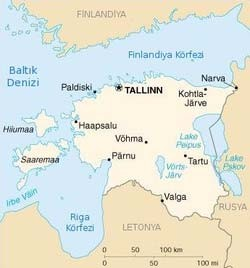 FİNLANDİYA
Finlandiya Körfezi
Baltık
Denizi
Narva
Paldiski
TALLINN
Kohtla-
Järve
Haapsalu
Hiiumaa
Võhma
Lake
Peipus
Saaremaa
Pärnu
Võrts-
Järv
Tartu
Lake
Pskov
Irbe Väin
Valga
RUSYA
Riga
Körfezi
LETONYA
0 50 100 km
0 50 100 mi